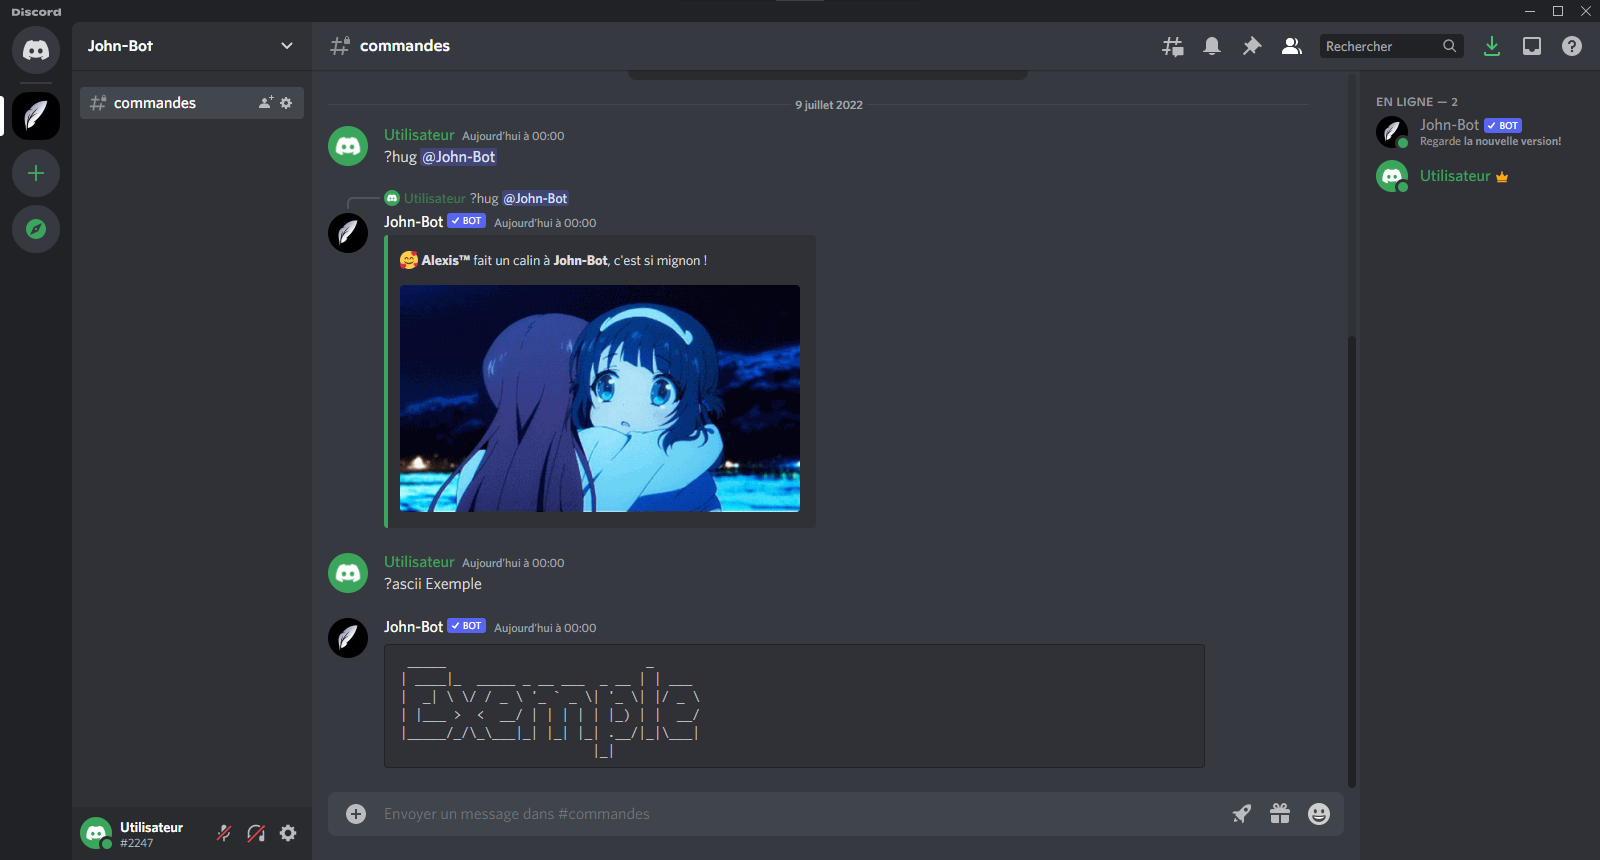 Discord
John-Bot
commandes
Rechercher
commandes
9 juillet 2022
Utilisateur Aujourd'hui à 00:00
?hug @John-Bot
Utilisateur ?hug @John-Bot
John-Bot BOT Aujourd'hui à 00:00
🥰 Alexis™ fait un calin à John-Bot, c'est si mignon !
Utilisateur Aujourd'hui à 00:00
?ascii Exemple
John-Bot BOT Aujourd'hui à 00:00
Exemple
Envoyer un message dans #commandes
EN LIGNE — 2
John-Bot BOT
Regarde la nouvelle version!
Utilisateur
Utilisateur
#2247